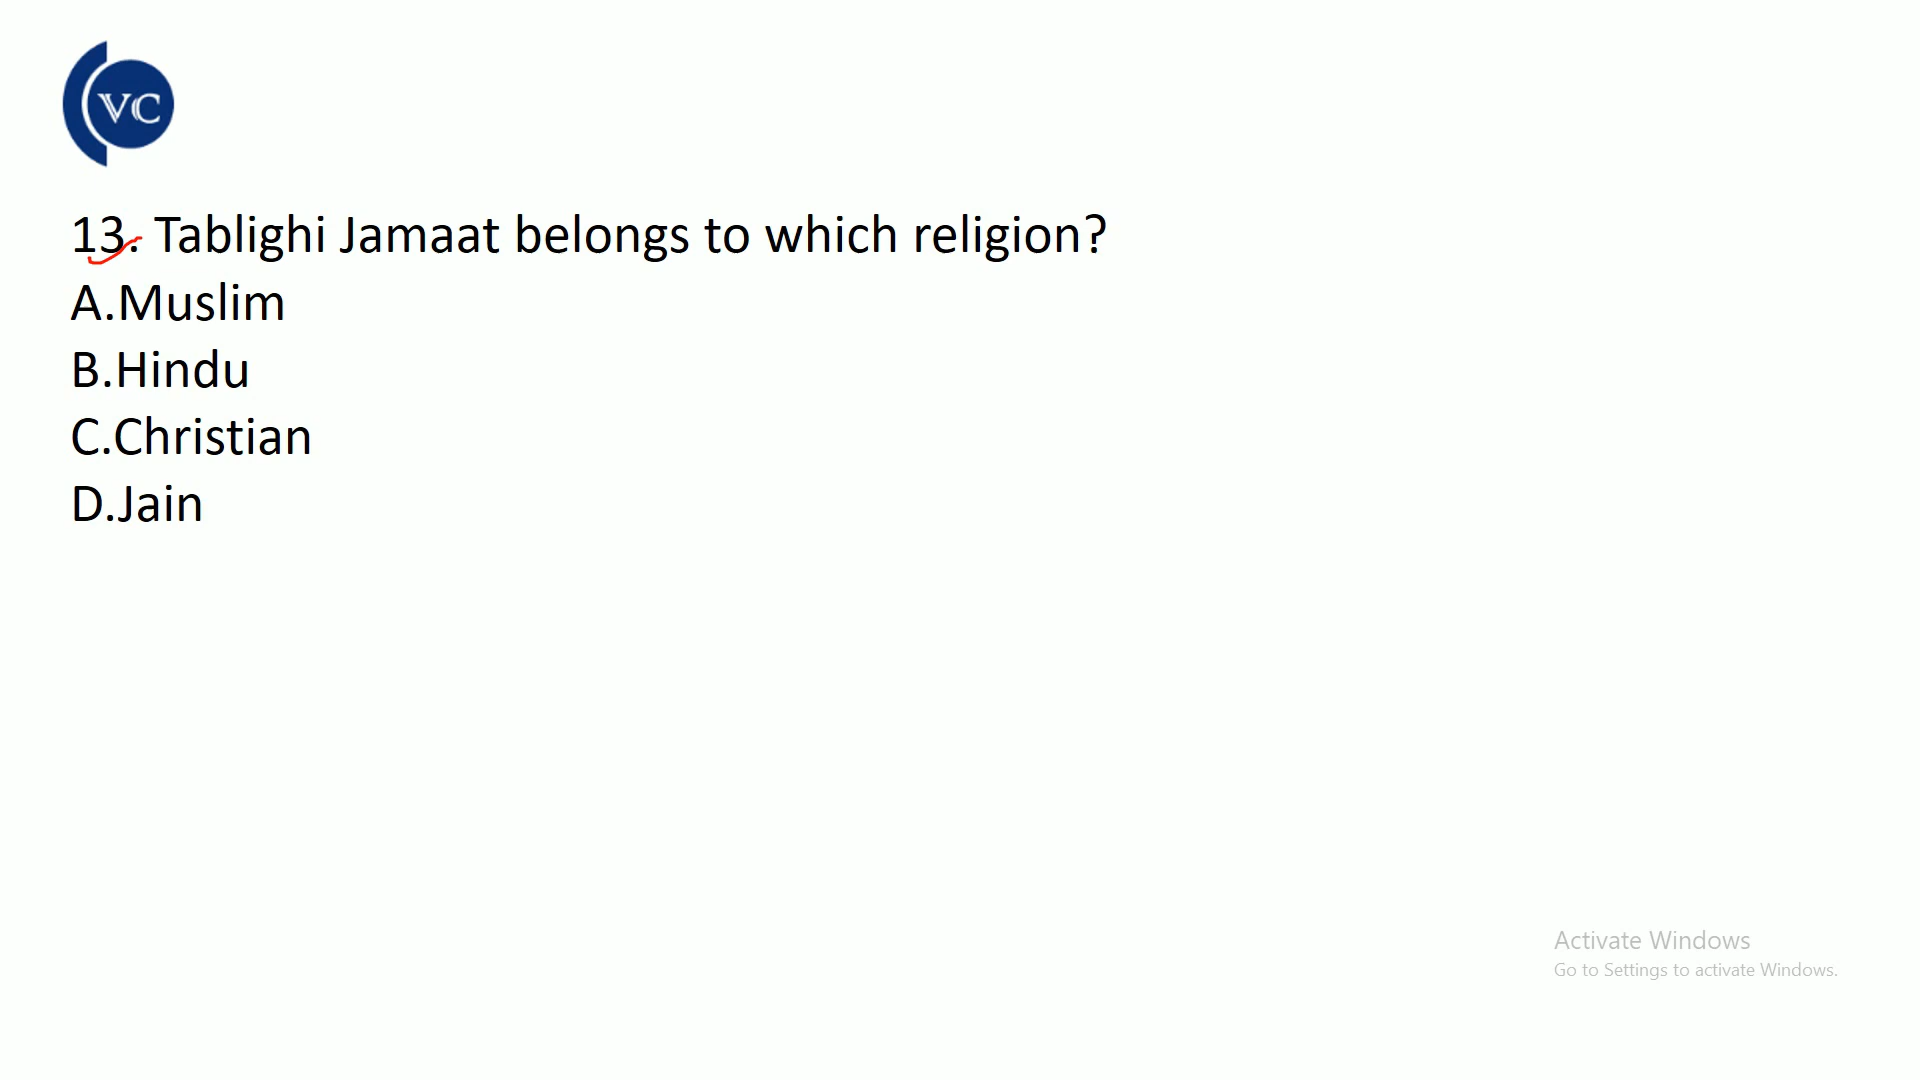 VC
13. Tablighi Jamaat belongs to which religion?
A.Muslim
B.Hindu
C.Christian
D.Jain
Activate Windows
Go to Settings to activate Windows.